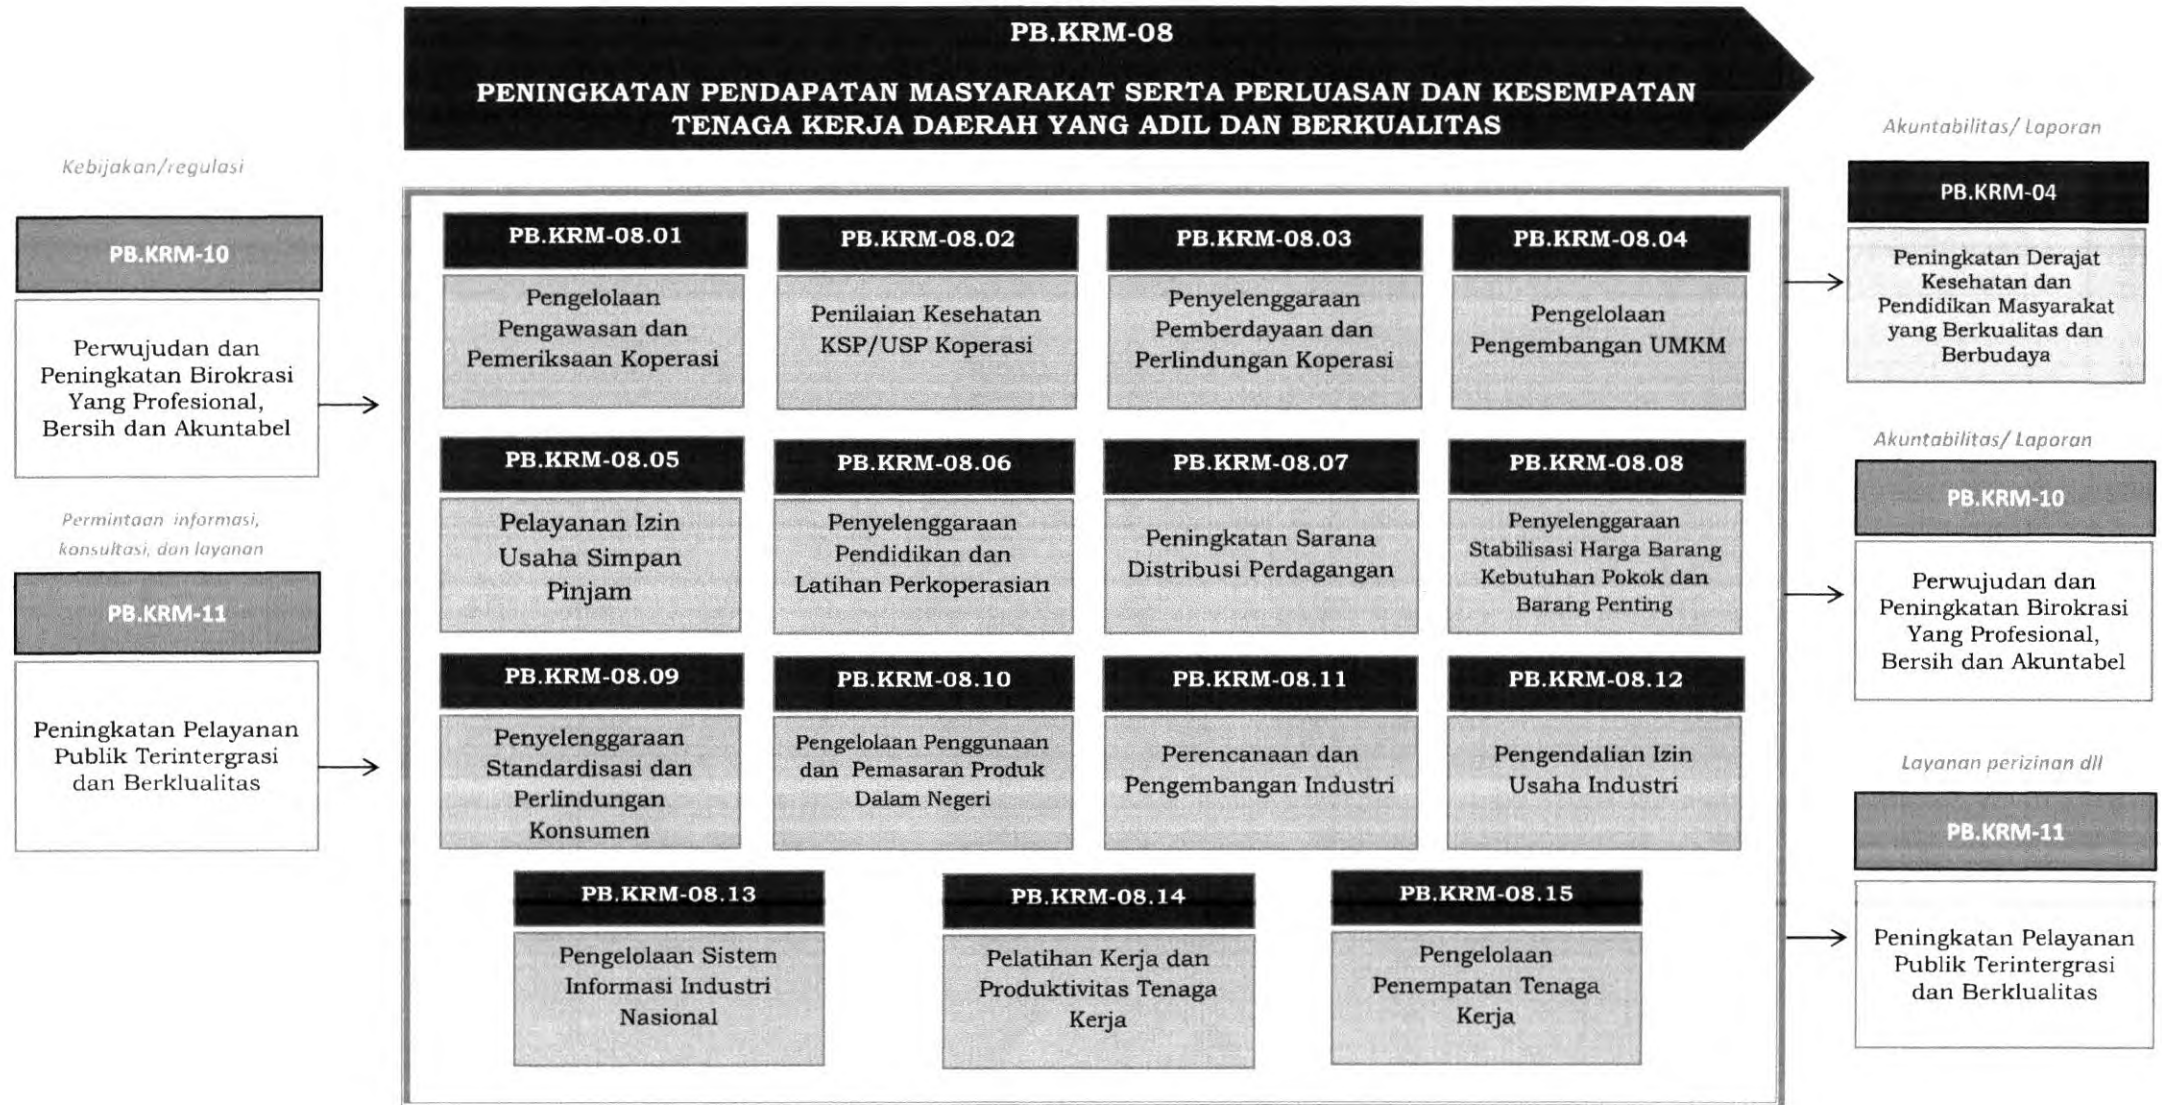 PB.KRM-08
PENINGKATAN PENDAPATAN MASYARAKAT SERTA PERLUASAN DAN KESEMPATAN
TENAGA KERJA DAERAH YANG ADIL DAN BERKUALITAS
Kebijakan/regulasi
PB.KRM-10
Perwujudan dan
Peningkatan Birokrasi
Yang Profesional,
Bersih dan Akuntabel
Permintaan informasi,
konsultasi, dan layanan
PB.KRM-11
Peningkatan Pelayanan
Publik Terintergrasi
dan Berklualitas
PB.KRM-08.01
Pengelolaan
Pengawasan dan
Pemeriksaan Koperasi
PB.KRM-08.02
Penilaian Kesehatan
KSP/USP Koperasi
PB.KRM-08.03
Penyelenggaraan
Pemberdayaan dan
Perlindungan Koperasi
PB.KRM-08.04
Pengelolaan
Pengembangan UMKM
PB.KRM-08.05
Pelayanan Izin
Usaha Simpan
Pinjam
PB.KRM-08.06
Penyelenggaraan
Pendidikan dan
Latihan Perkoperasian
PB.KRM-08.07
Peningkatan Sarana
Distribusi Perdagangan
PB.KRM-08.08
Penyelenggaraan
Stabilisasi Harga Barang
Kebutuhan Pokok dan
Barang Penting
PB.KRM-08.09
Penyelenggaraan
Standardisasi dan
Perlindungan
Konsumen
PB.KRM-08.10
Pengelolaan Penggunaan
dan Pemasaran Produk
Dalam Negeri
PB.KRM-08.11
Perencanaan dan
Pengembangan Industri
PB.KRM-08.12
Pengendalian Izin
Usaha Industri
PB.KRM-08.13
Pengelolaan Sistem
Informasi Industri
Nasional
PB.KRM-08.14
Pelatihan Kerja dan
Produktivitas Tenaga
Kerja
PB.KRM-08.15
Pengelolaan
Penempatan Tenaga
Kerja
Akuntabilitas/ Laporan
PB.KRM-04
Peningkatan Derajat
Kesehatan dan
Pendidikan Masyarakat
yang Berkualitas dan
Berbudaya
Akuntabilitas/ Laporan
PB.KRM-10
Perwujudan dan
Peningkatan Birokrasi
Yang Profesional,
Bersih dan Akuntabel
Layanan perizinan dll
PB.KRM-11
Peningkatan Pelayanan
Publik Terintergrasi
dan Berklualitas